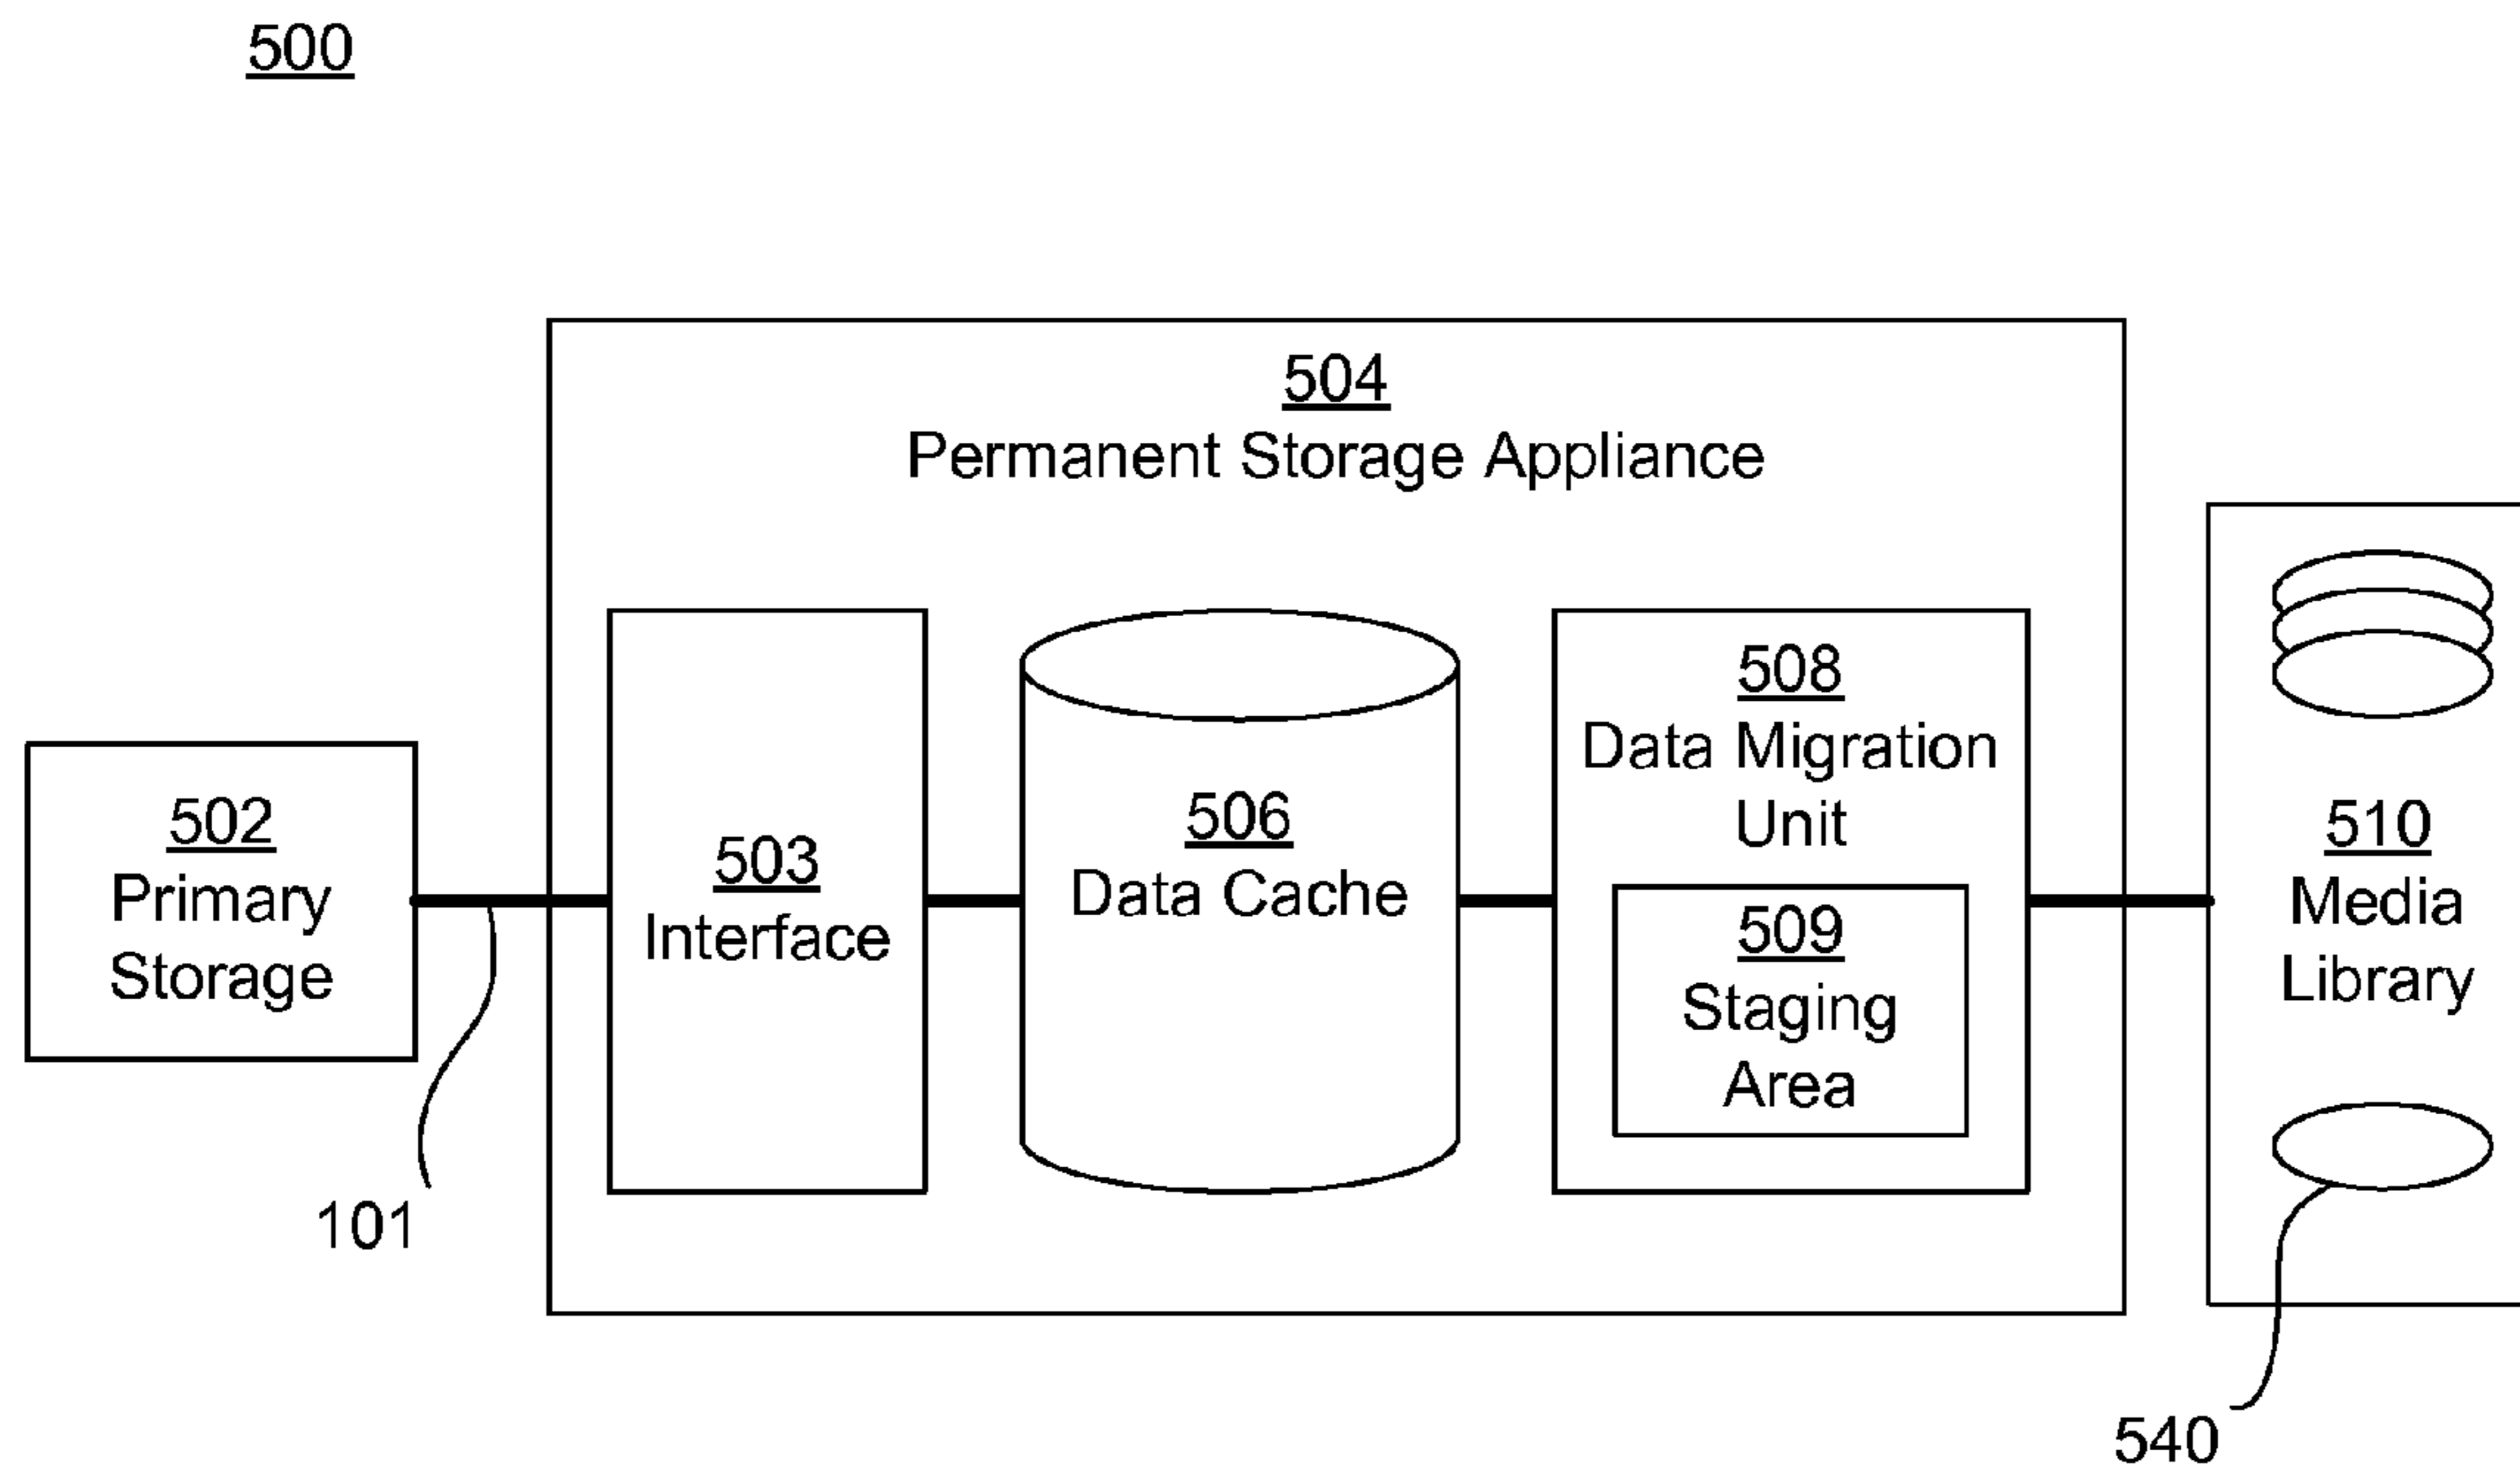 500
504
Permanent Storage Appliance
502
Primary
Storage
503
Interface
506
Data Cache
508
Data Migration
Unit
509
Staging
Area
510
Media
Library
101
540